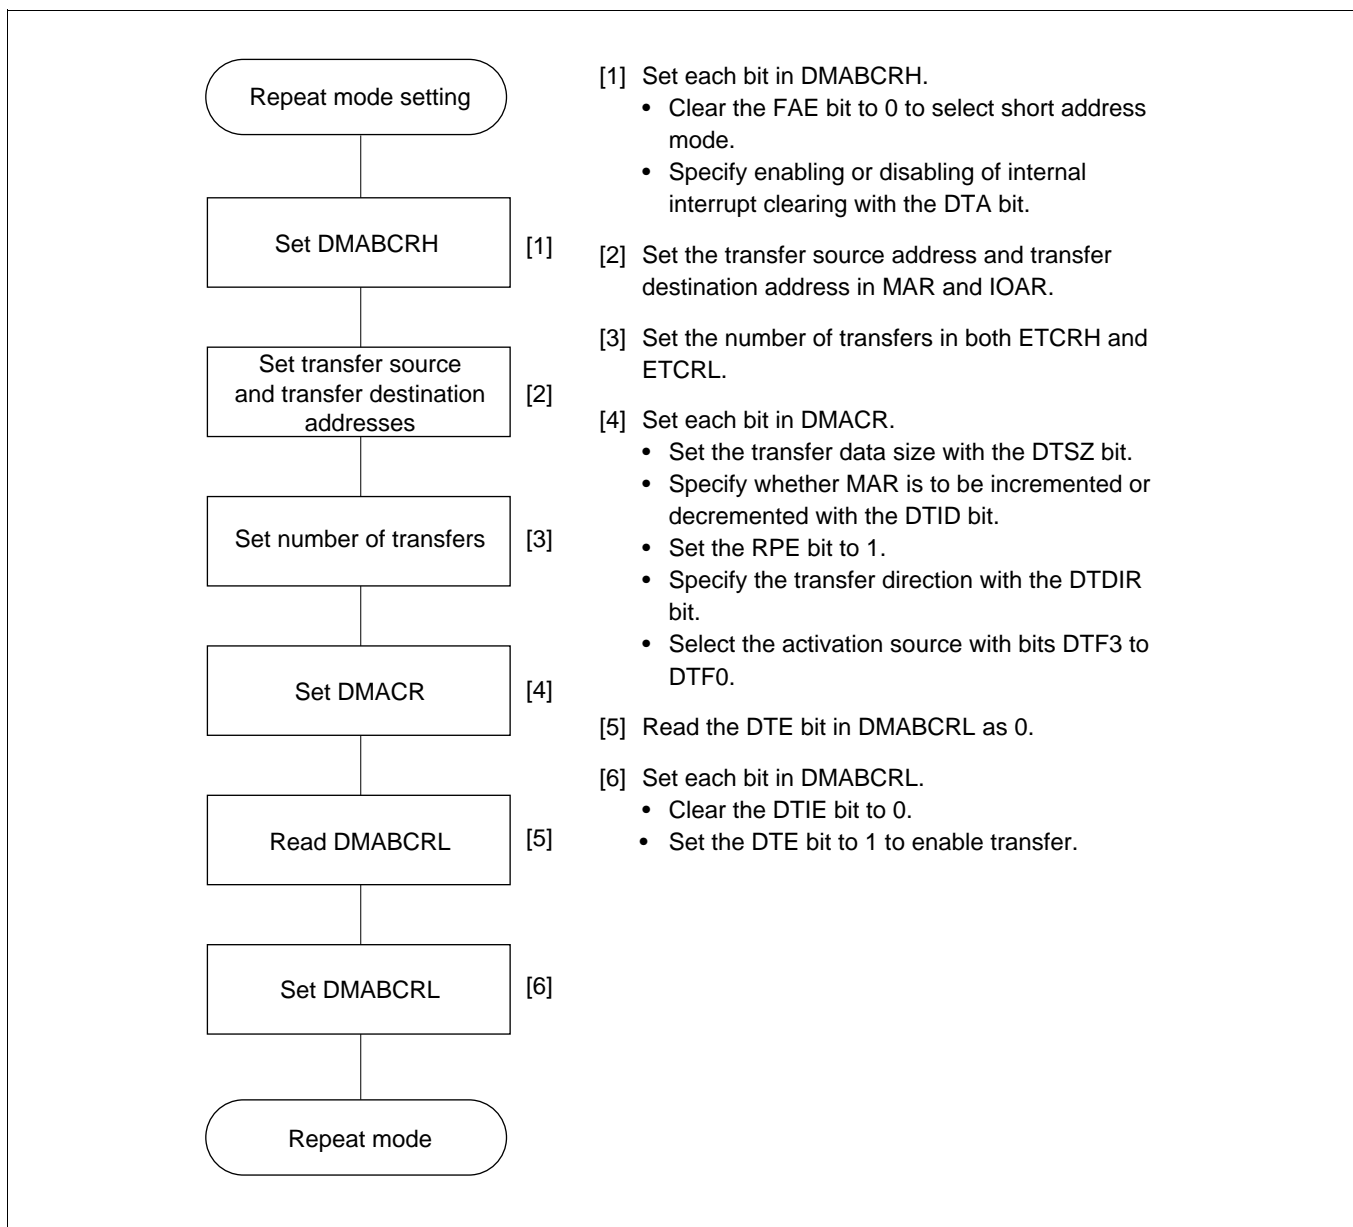 Repeat mode setting
Set DMABCRH [1]
Set transfer source
and transfer destination
addresses
[2]
Set number of transfers [3]
Set DMACR [4]
Read DMABCRL [5]
Set DMABCRL [6]
Repeat mode
[1] Set each bit in DMABCRH.
• Clear the FAE bit to 0 to select short address
mode.
• Specify enabling or disabling of internal
interrupt clearing with the DTA bit.
[2] Set the transfer source address and transfer
destination address in MAR and IOAR.
[3] Set the number of transfers in both ETCRH and
ETCRL.
[4] Set each bit in DMACR.
• Set the transfer data size with the DTSZ bit.
• Specify whether MAR is to be incremented or
decremented with the DTID bit.
• Set the RPE bit to 1.
• Specify the transfer direction with the DTDIR
bit.
• Select the activation source with bits DTF3 to
DTF0.
[5] Read the DTE bit in DMABCRL as 0.
[6] Set each bit in DMABCRL.
• Clear the DTIE bit to 0.
• Set the DTE bit to 1 to enable transfer.